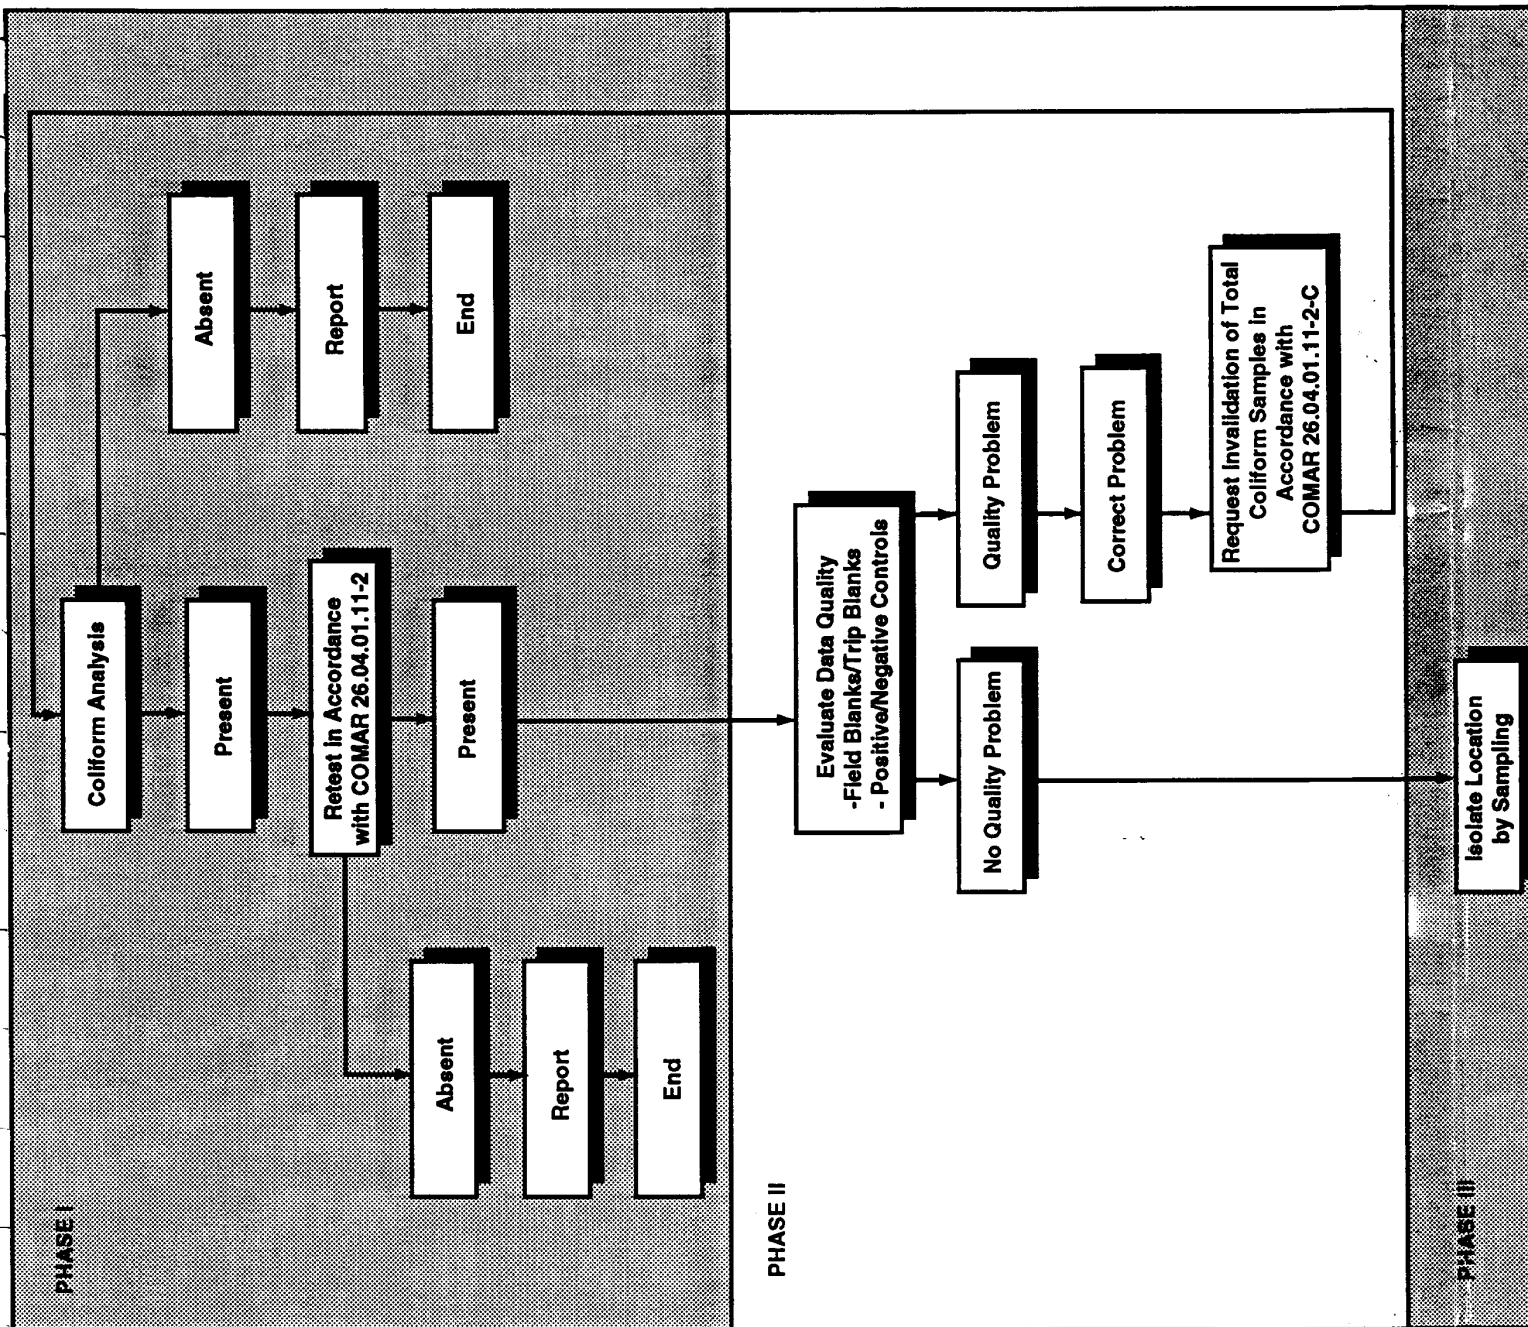 PHASE I
Coliform Analysis
Present
Absent
Retest in Accordance
with COMAR 26.04.01.11-2
Report
Absent
Present
End
Report
End
PHASE II
Evaluate Data Quality
-Field Blanks/Trip Blanks
- Positive/Negative Controls
No Quality Problem
Quality Problem
Correct Problem
Request Invalidation of Total
Coliform Samples in
Accordance with
COMAR 26.04.01.11-2-C
PHASE III
Isolate Location
by Sampling